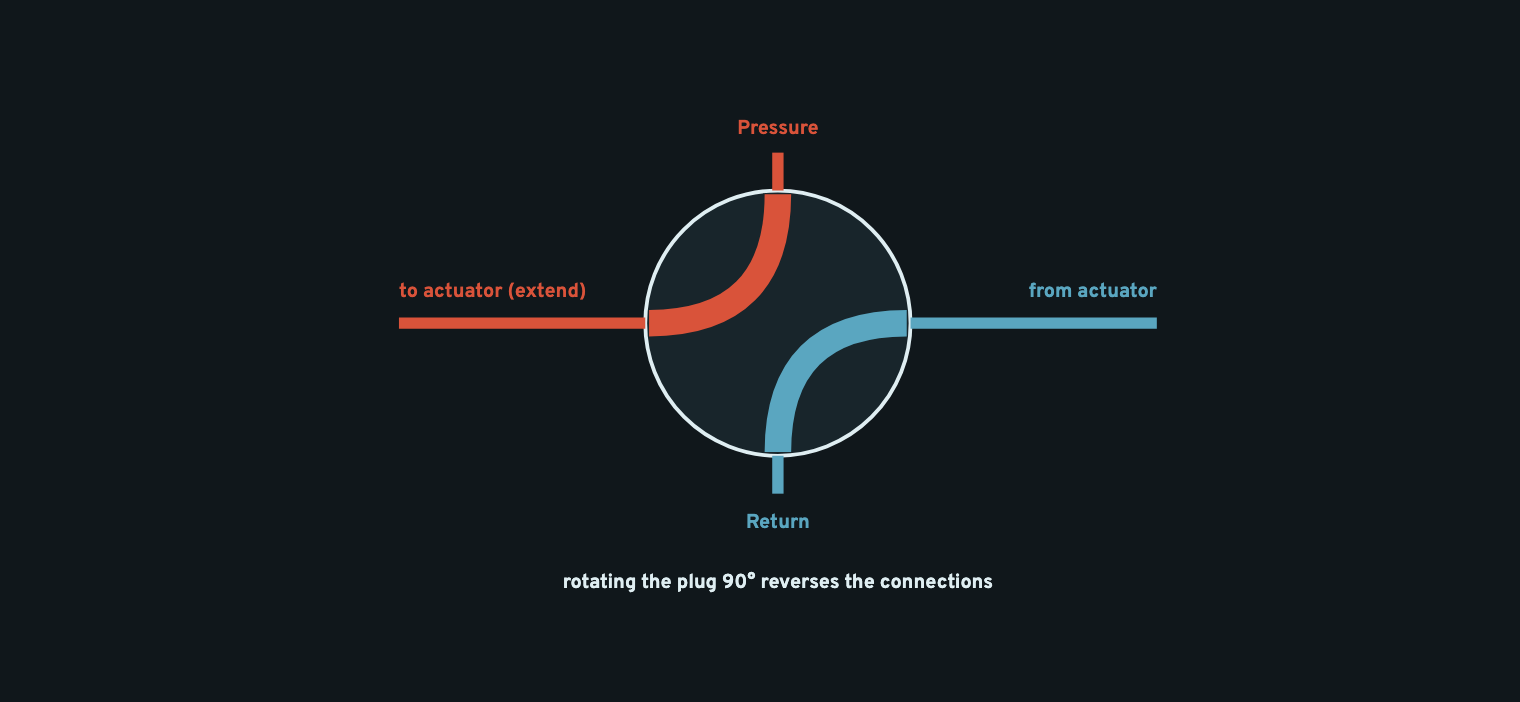 Pressure
to actuator (extend)
from actuator
Return
rotating the plug 90° reverses the connections